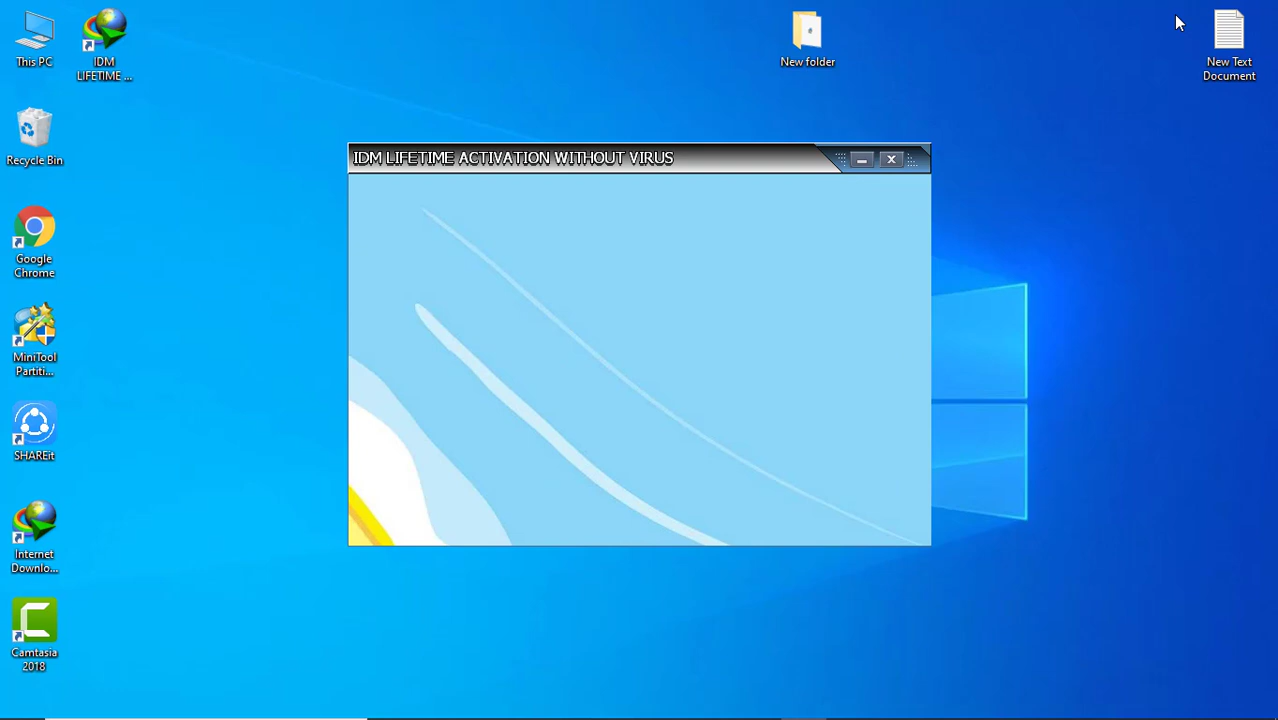 This PC
IDM
LIFETIME ...
New folder
New Text
Document
Recycle Bin
IDM LIFETIME ACTIVATION WITHOUT VIRUS
Google
Chrome
MiniTool
Partiti...
SHAREit
Internet
Downlo...
Camtasia
2018